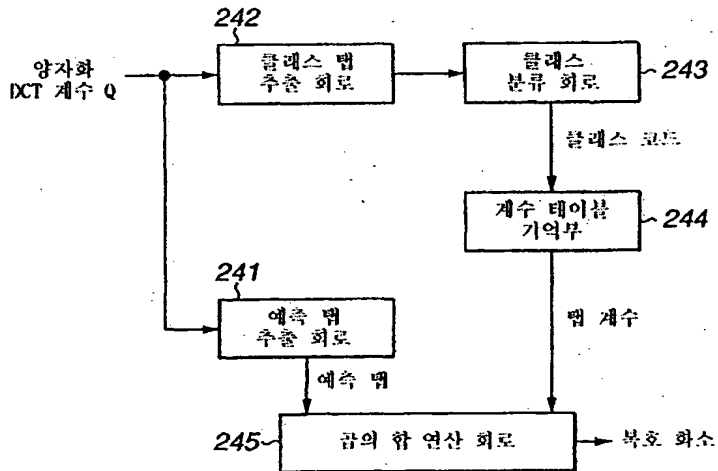 242
양자화
DCT 계수 Q
클래스 탭
추출 회로
클래스
분류 회로
243
클래스 코드
계수 테이블
기억부
244
241
예측 탭
추출 회로
탭 계수
예측 탭
245
곱의 합 연산 회로
복호 화소